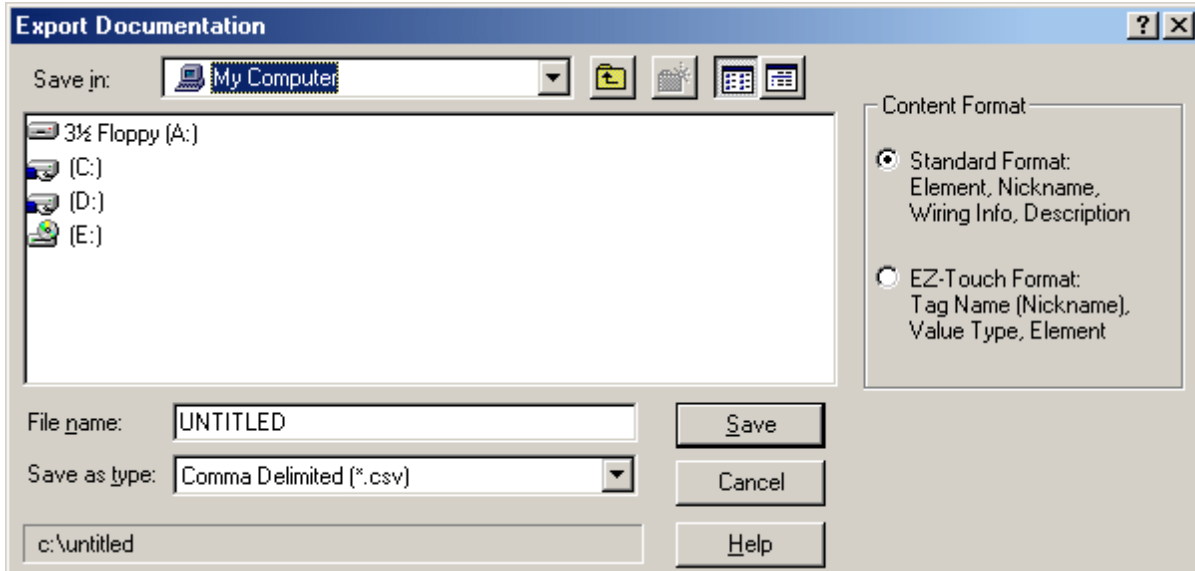 Export Documentation
Save in:
My Computer
3½ Floppy (A:)
(C:)
(D:)
(E:)
Content Format
Standard Format:
Element, Nickname,
Wiring Info, Description
EZ-Touch Format:
Tag Name (Nickname),
Value Type, Element
File name:
UNTITLED
Save
Save as type:
Comma Delimited (*.csv)
Cancel
c:\untitled
Help